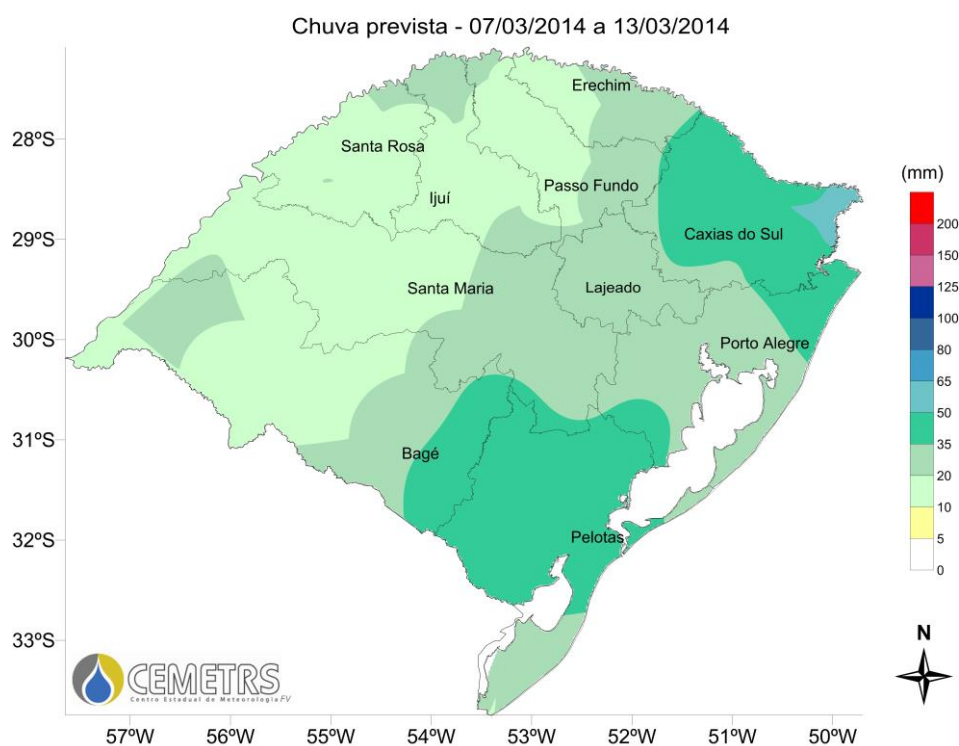 Chuva prevista - 07/03/2014 a 13/03/2014
Erechim
28ºS
Santa Rosa
(mm)
Passo Fundo
Ijuí
200
29ºS
Caxias do Sul
150
Santa Maria
Lajeado
125
100
30ºS
Porto Alegre
80
65
50
31ºS
Bagé
35
20
10
32ºS
Pelotas
5
0
33ºS
N
CEMETRS
Centro Estadual de Meteorologia FV
57ºW 56ºW 55ºW 54ºW 53ºW 52ºW 51ºW 50ºW